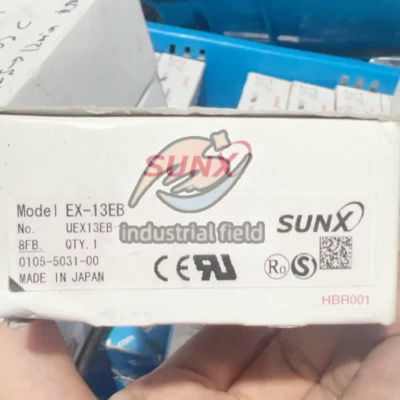 SUNX
Model EX-13EB
No. UEX13EB
8FB. QTY. 1
0105-5031-00
MADE IN JAPAN
industrial field
SUNX
Ro S
HBR001